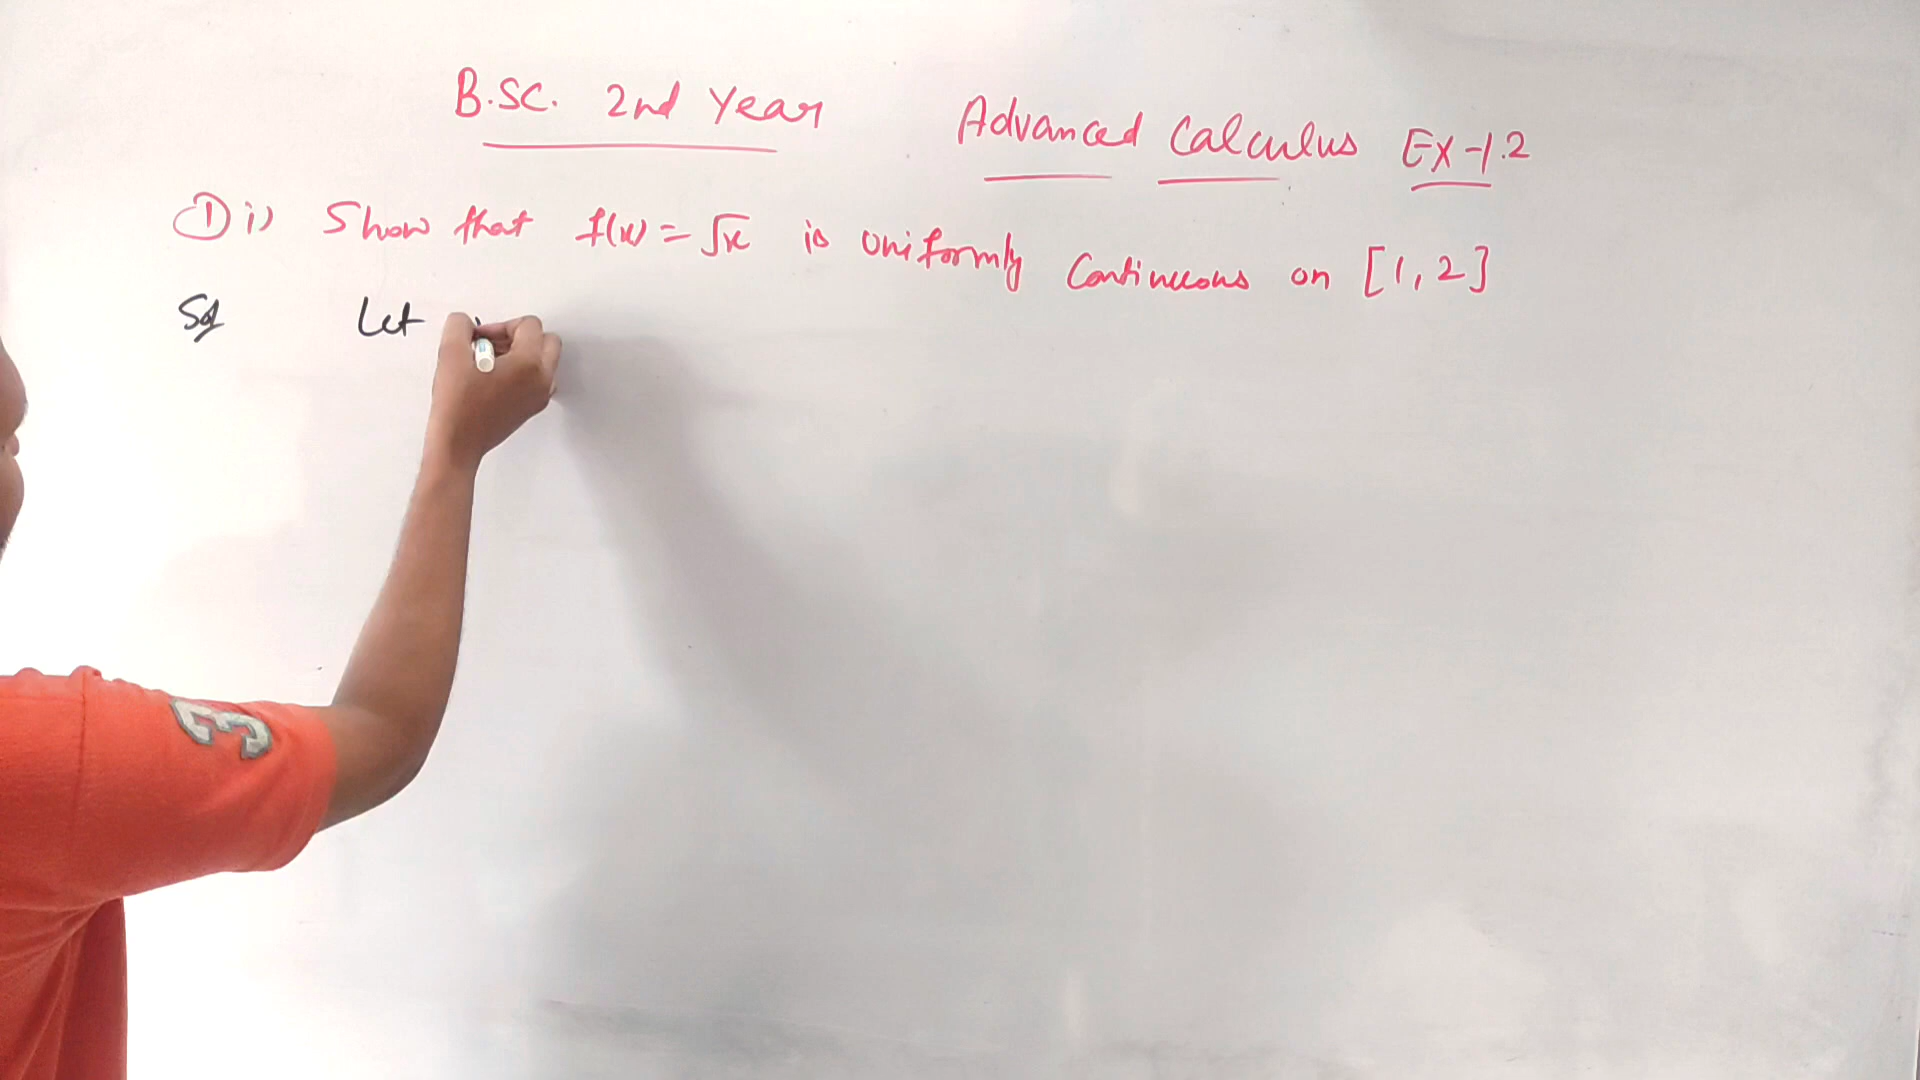 B.SC. 2nd Year Advanced Calculus EX-1.2
① i) Show that f(x) = √x is uniformly Continuous on [1, 2]
Sol Let
3